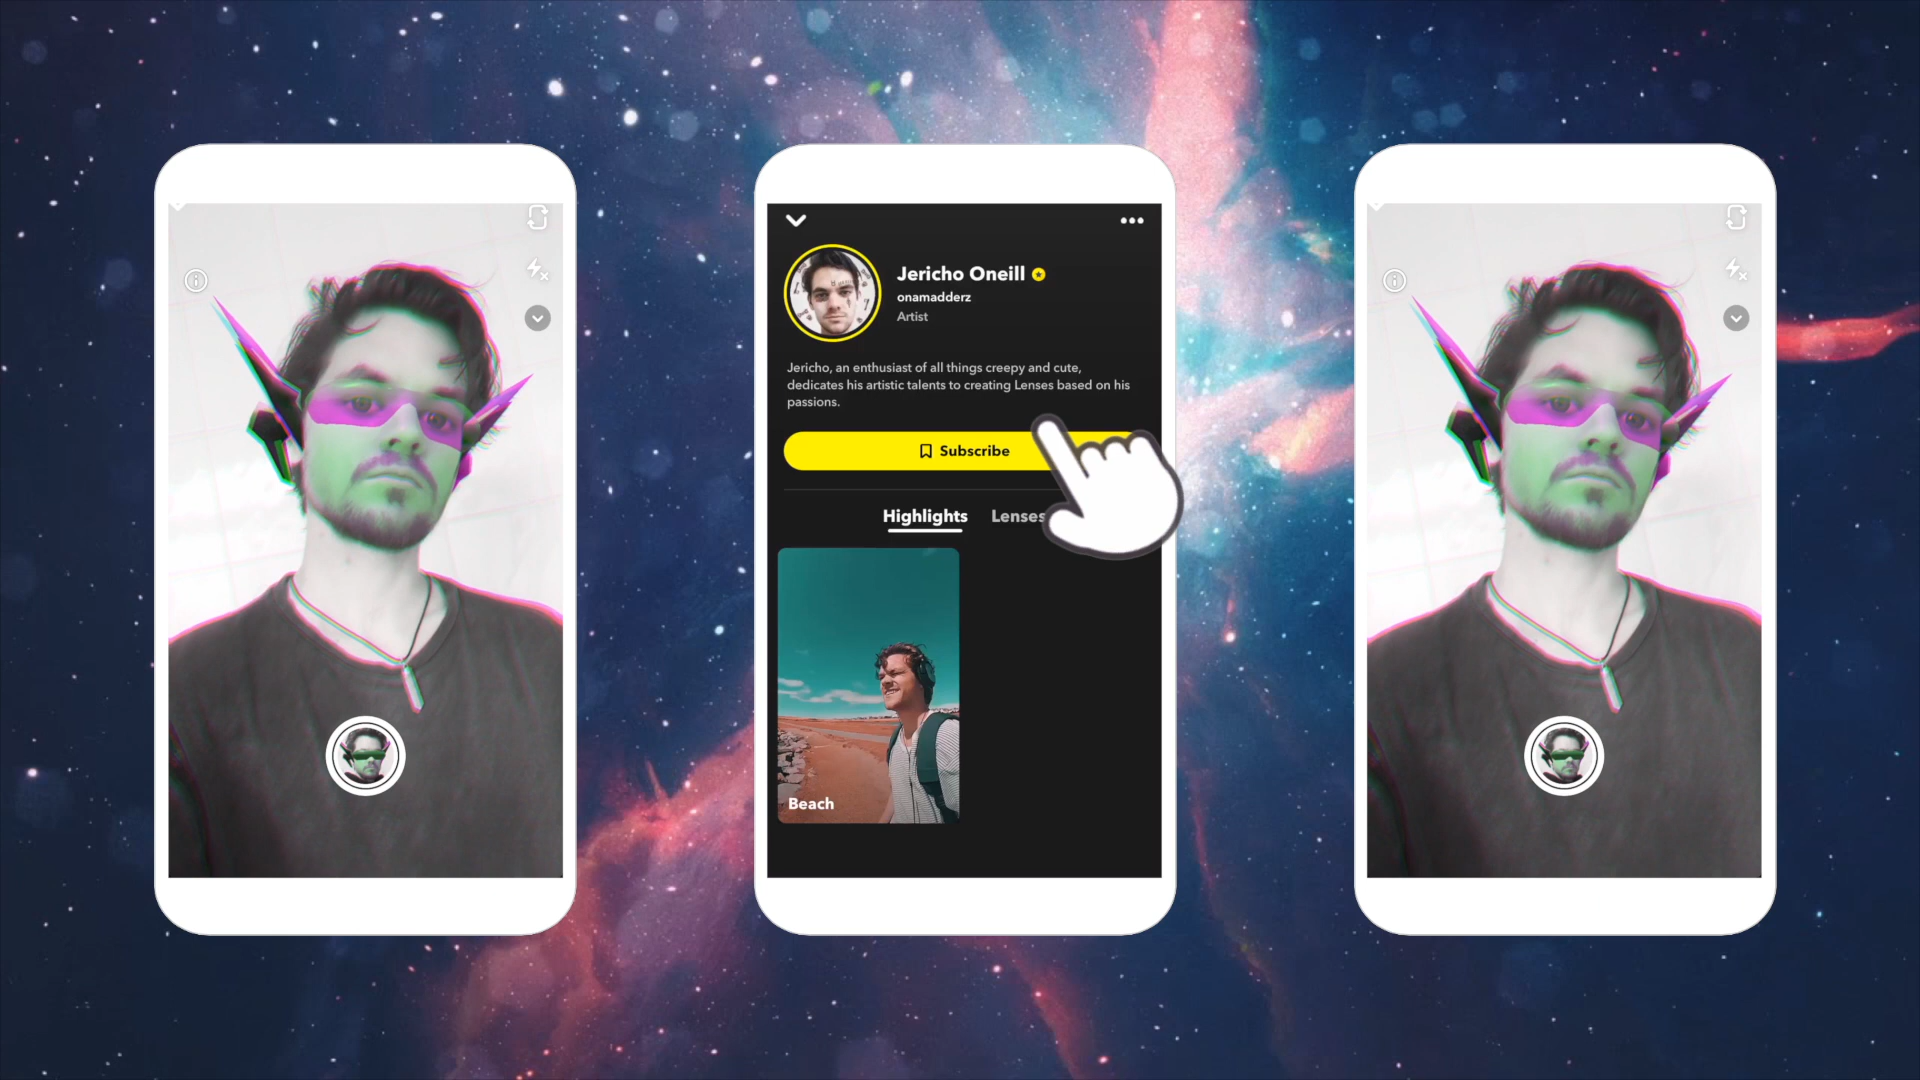 Jericho Oneill
onamadderz
Artist
Jericho, an enthusiast of all things creepy and cute,
dedicates his artistic talents to creating Lenses based on his
passions.
Subscribe
Highlights Lenses
Beach